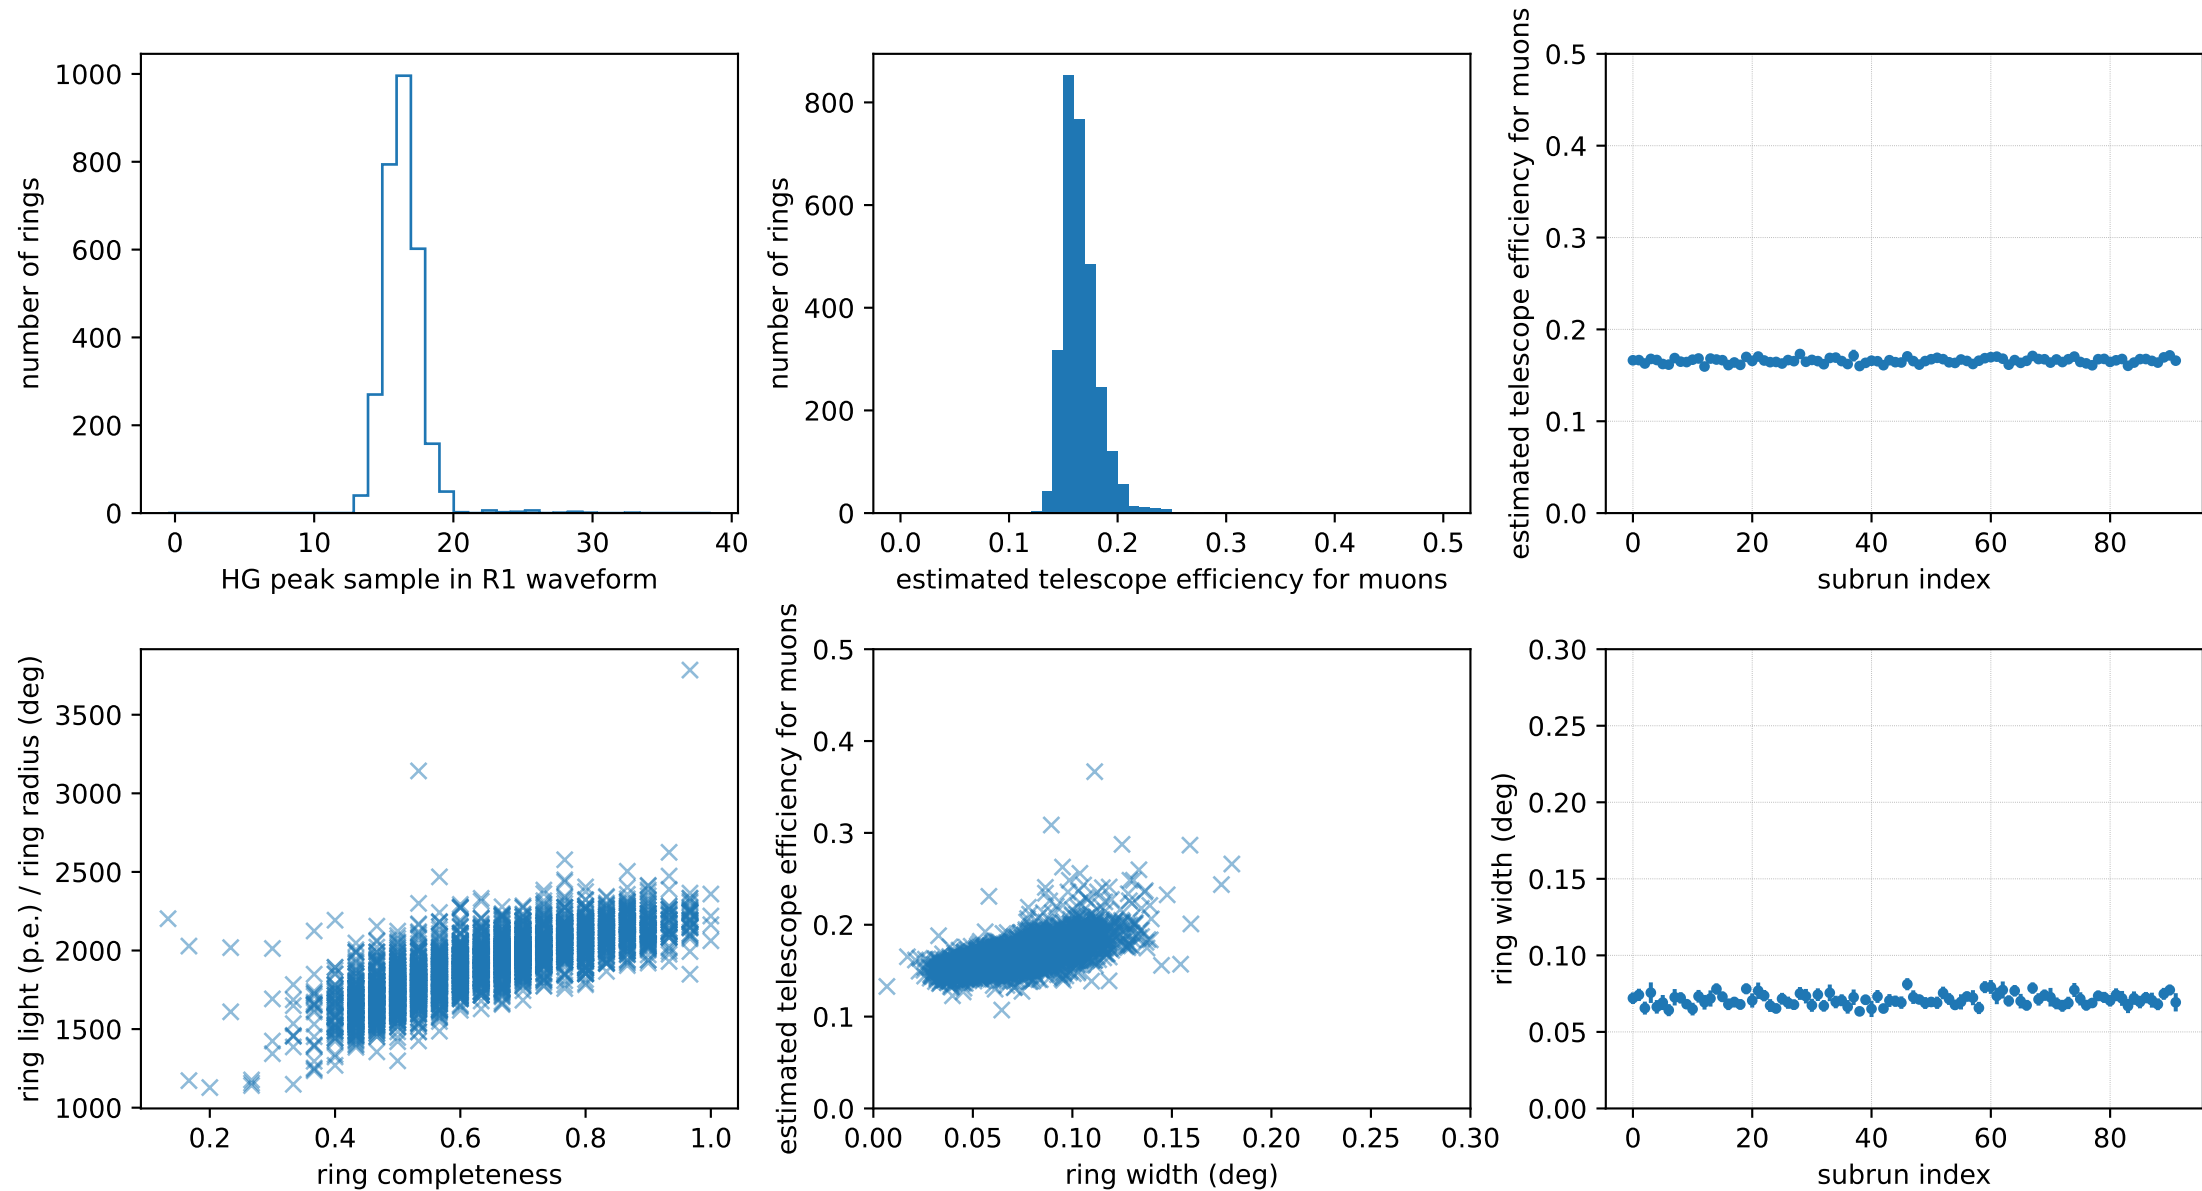 1000
800
600
400
200
0
number of rings
0 10 20 30 40
HG peak sample in R1 waveform
800
600
400
200
0
number of rings
0.0 0.1 0.2 0.3 0.4 0.5
estimated telescope efficiency for muons
0.5
0.4
0.3
0.2
0.1
0.0
estimated telescope efficiency for muons
0 20 40 60 80
subrun index
3500
3000
2500
2000
1500
1000
ring light (p.e.) / ring radius (deg)
0.2 0.4 0.6 0.8 1.0
ring completeness
0.5
0.4
0.3
0.2
0.1
0.0
estimated telescope efficiency for muons
0.00 0.05 0.10 0.15 0.20 0.25 0.30
ring width (deg)
0.30
0.25
0.20
0.15
0.10
0.05
0.00
ring width (deg)
0 20 40 60 80
subrun index